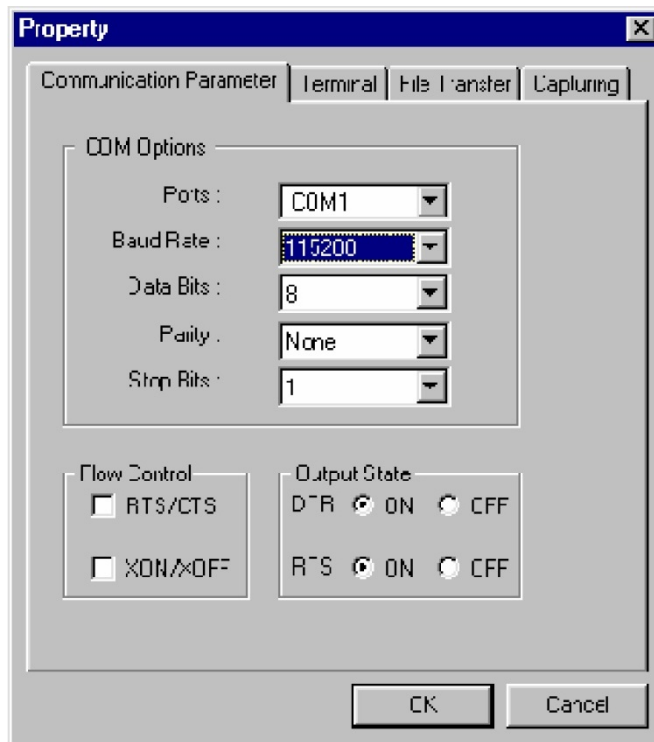 Property
Communication Parameter Terminal File Transfer Capturing
COM Options
Ports : COM1
Baud Rate : 115200
Data Bits : 8
Parity : None
Stop Bits : 1
Flow Control
RTS/CTS
XON/XOFF
Output State
DTR ON OFF
RTS ON OFF
OK Cancel